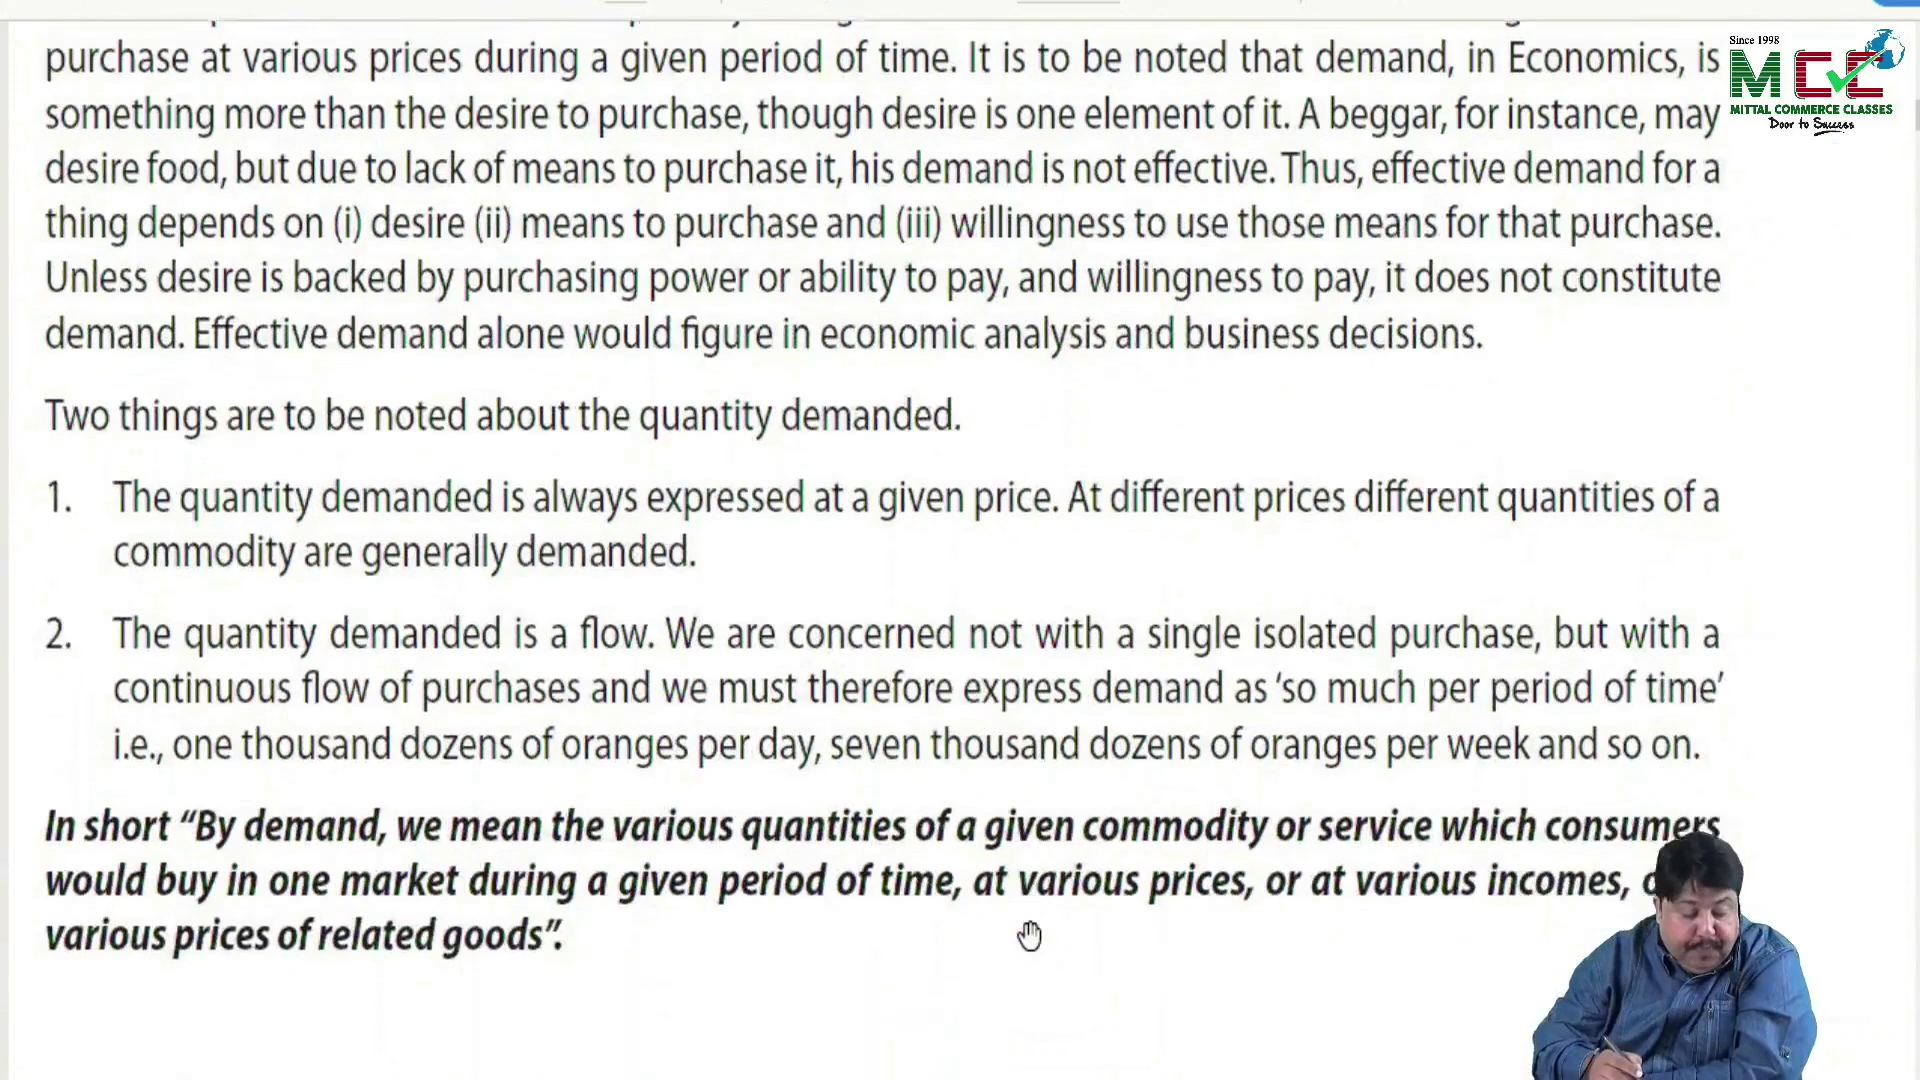 purchase at various prices during a given period of time. It is to be noted that demand, in Economics, is
something more than the desire to purchase, though desire is one element of it. A beggar, for instance, may
desire food, but due to lack of means to purchase it, his demand is not effective. Thus, effective demand for a
thing depends on (i) desire (ii) means to purchase and (iii) willingness to use those means for that purchase.
Unless desire is backed by purchasing power or ability to pay, and willingness to pay, it does not constitute
demand. Effective demand alone would figure in economic analysis and business decisions.
Two things are to be noted about the quantity demanded.
1. The quantity demanded is always expressed at a given price. At different prices different quantities of a
commodity are generally demanded.
2. The quantity demanded is a flow. We are concerned not with a single isolated purchase, but with a
continuous flow of purchases and we must therefore express demand as ‘so much per period of time’
i.e., one thousand dozens of oranges per day, seven thousand dozens of oranges per week and so on.
In short “By demand, we mean the various quantities of a given commodity or service which consumers
would buy in one market during a given period of time, at various prices, or at various incomes,
various prices of related goods”.
Since 1998
MCC
MITTAL COMMERCE CLASSES
Door to Success